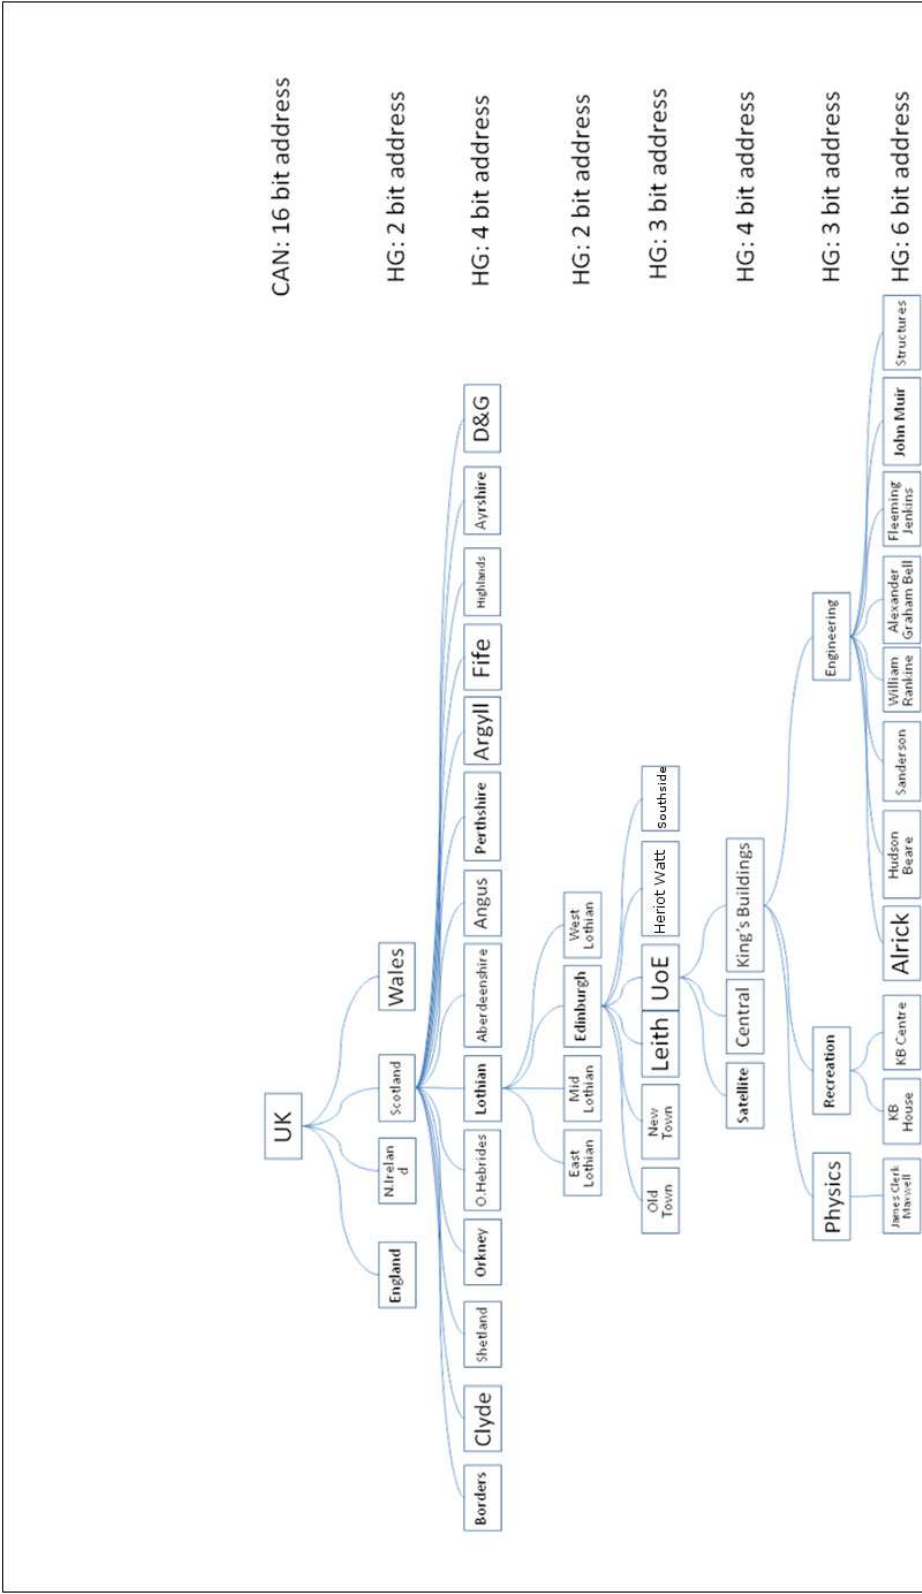 UK
CAN: 16 bit address
England
N.Irelan
d
Scotland
Wales
HG: 2 bit address
Borders
Clyde
Shetland
Orkney
O.Hebrides
Lothian
Aberdeenshire
Angus
Perthshire
Argyll
Fife
Highlands
Ayrshire
D&G
HG: 4 bit address
East
Lothian
Mid
Lothian
Edinburgh
West
Lothian
HG: 2 bit address
Old
Town
New
Town
Leith
UoE
Heriot Watt
Southside
HG: 3 bit address
Satellite
Central
King's Buildings
HG: 4 bit address
Physics
Recreation
Engineering
HG: 3 bit address
James Clerk
Maxwell
KB
House
KB Centre
Alrick
Hudson
Beare
Sanderson
William
Rankine
Alexander
Graham Bell
Fleeming
Jenkins
John Muir
Structures
HG: 6 bit address